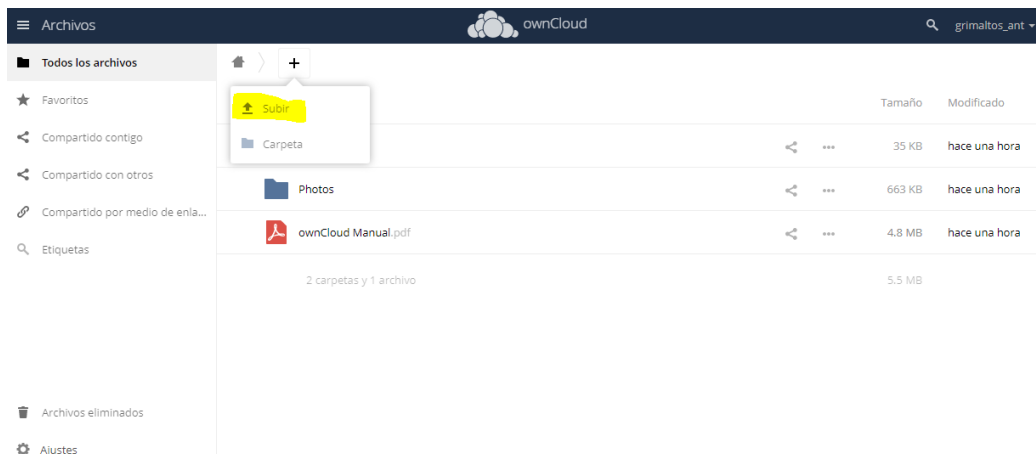 Archivos
ownCloud
grimaltos_ant
Todos los archivos
Favoritos
Compartido contigo
Compartido con otros
Compartido por medio de enla...
Etiquetas
Archivos eliminados
Ajustes
+
Subir
Carpeta
Tamaño Modificado
35 KB hace una hora
Photos 663 KB hace una hora
ownCloud Manual.pdf 4.8 MB hace una hora
2 carpetas y 1 archivo 5.5 MB